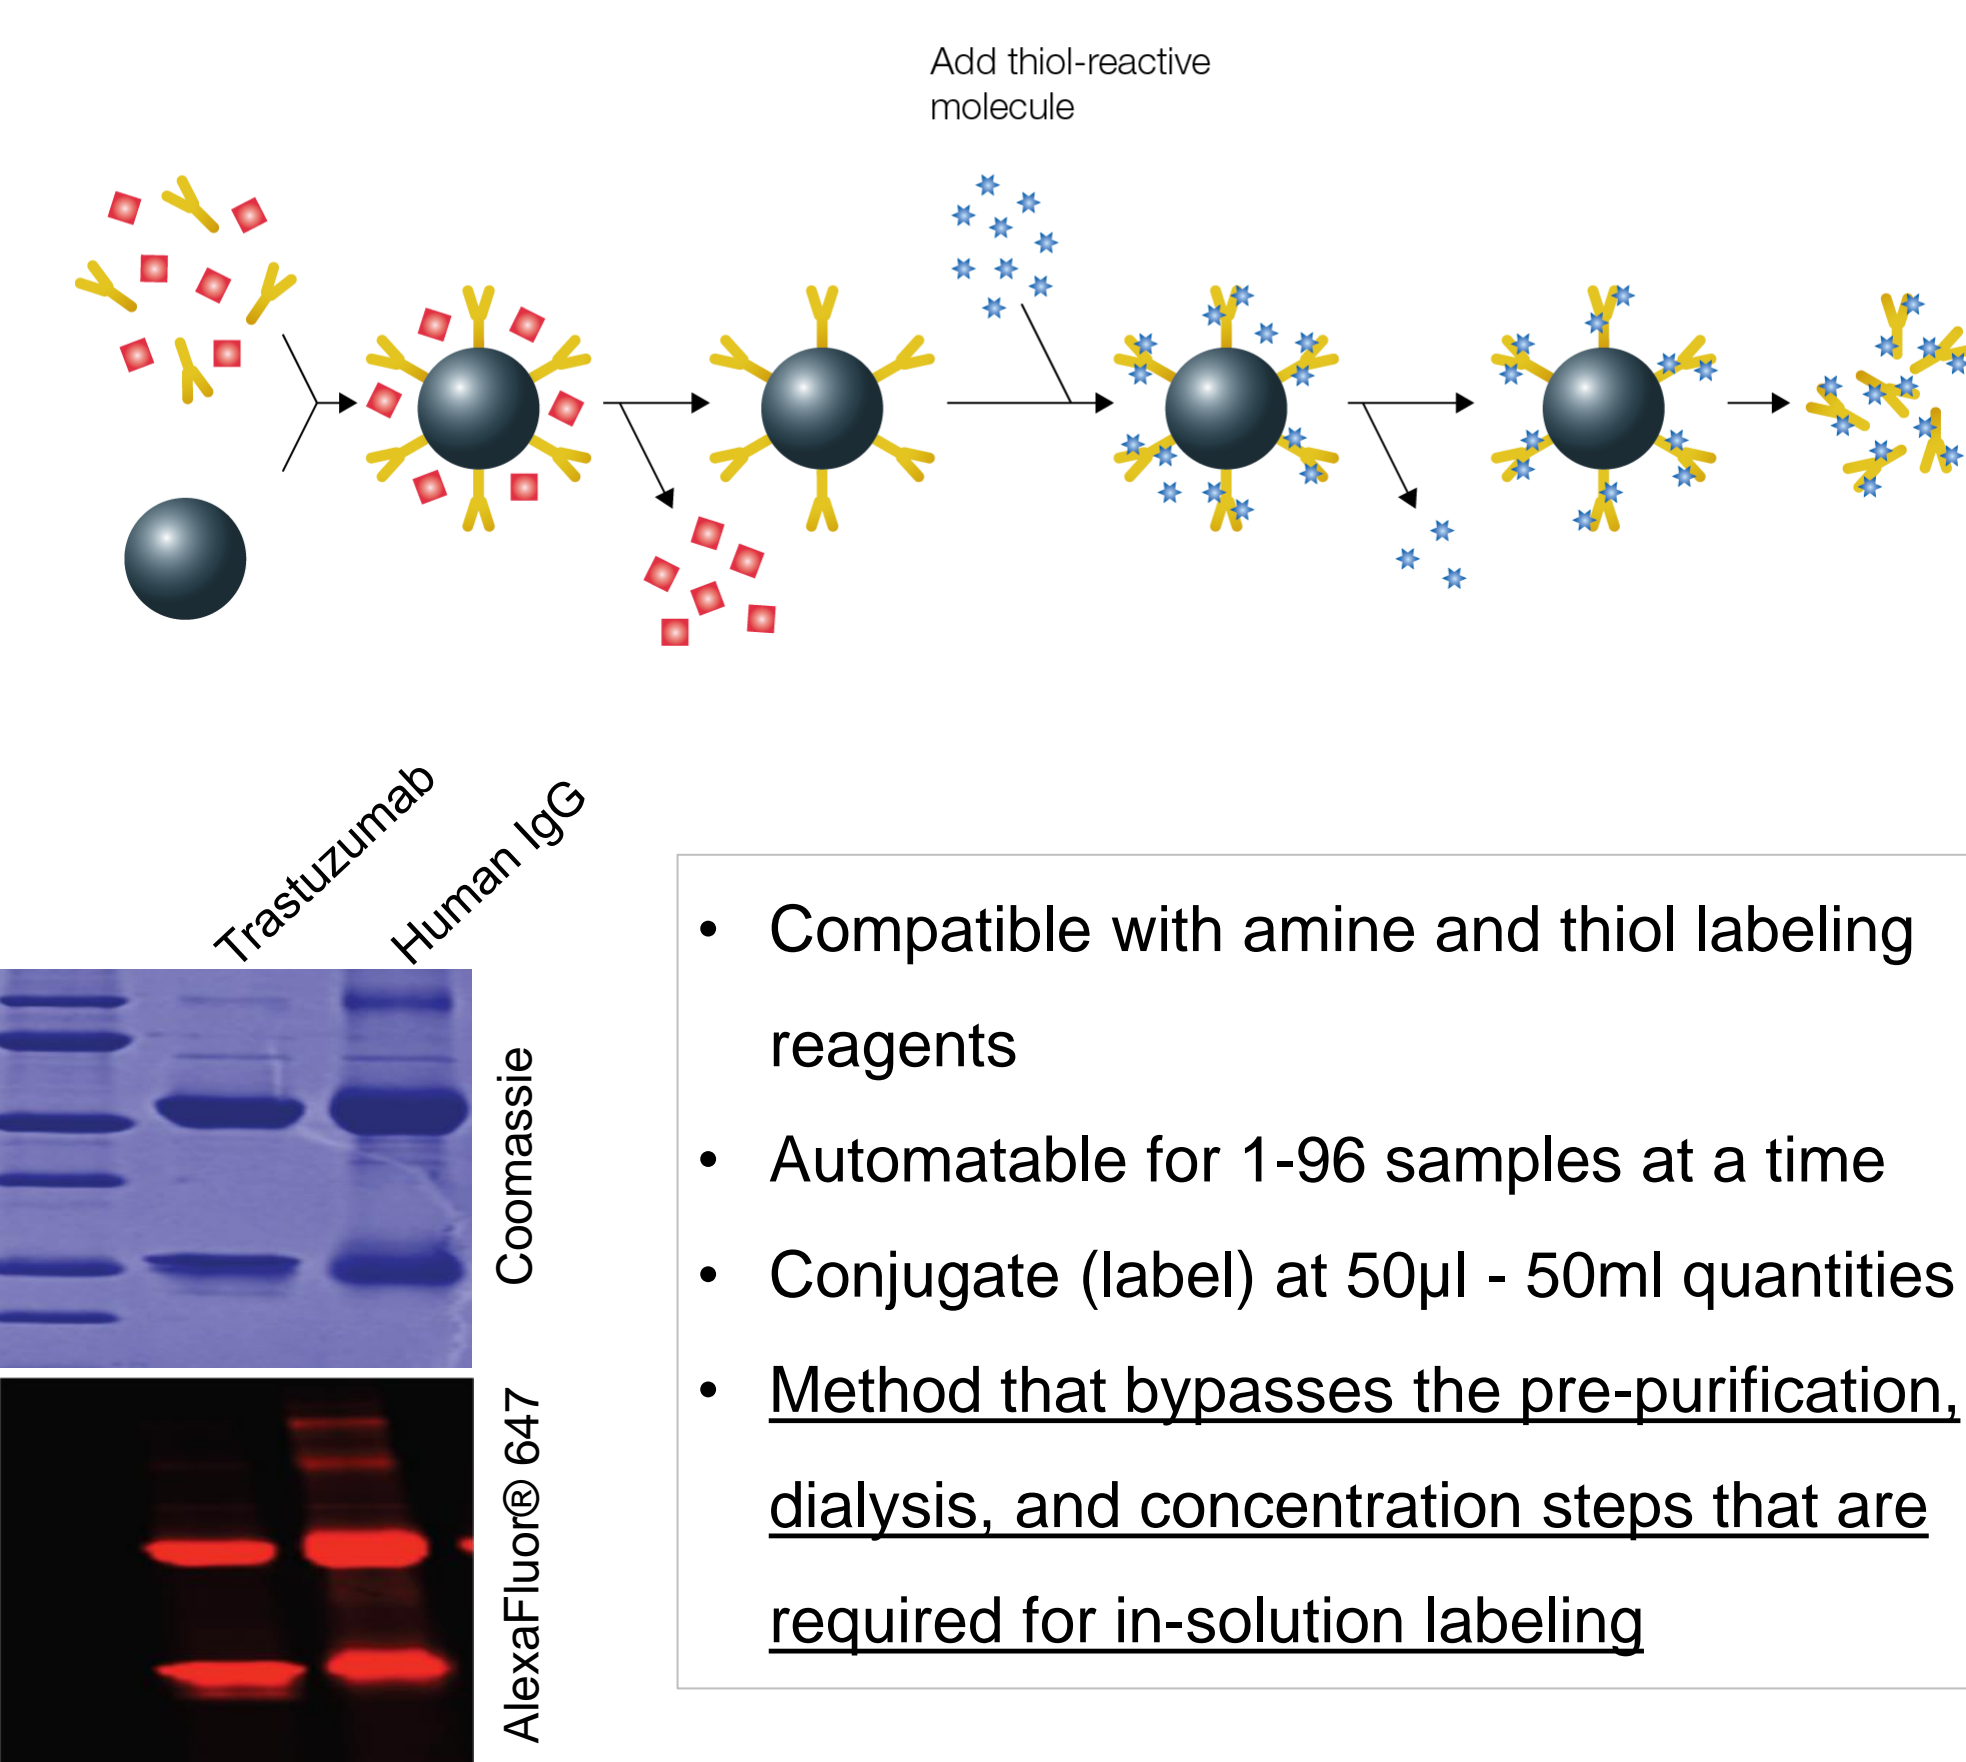 Add thiol-reactive
molecule
Trastuzumab
Human IgG
Coomassie
AlexaFluor® 647
• Compatible with amine and thiol labeling
reagents
• Automatable for 1-96 samples at a time
• Conjugate (label) at 50µl - 50ml quantities
• Method that bypasses the pre-purification,
dialysis, and concentration steps that are
required for in-solution labeling